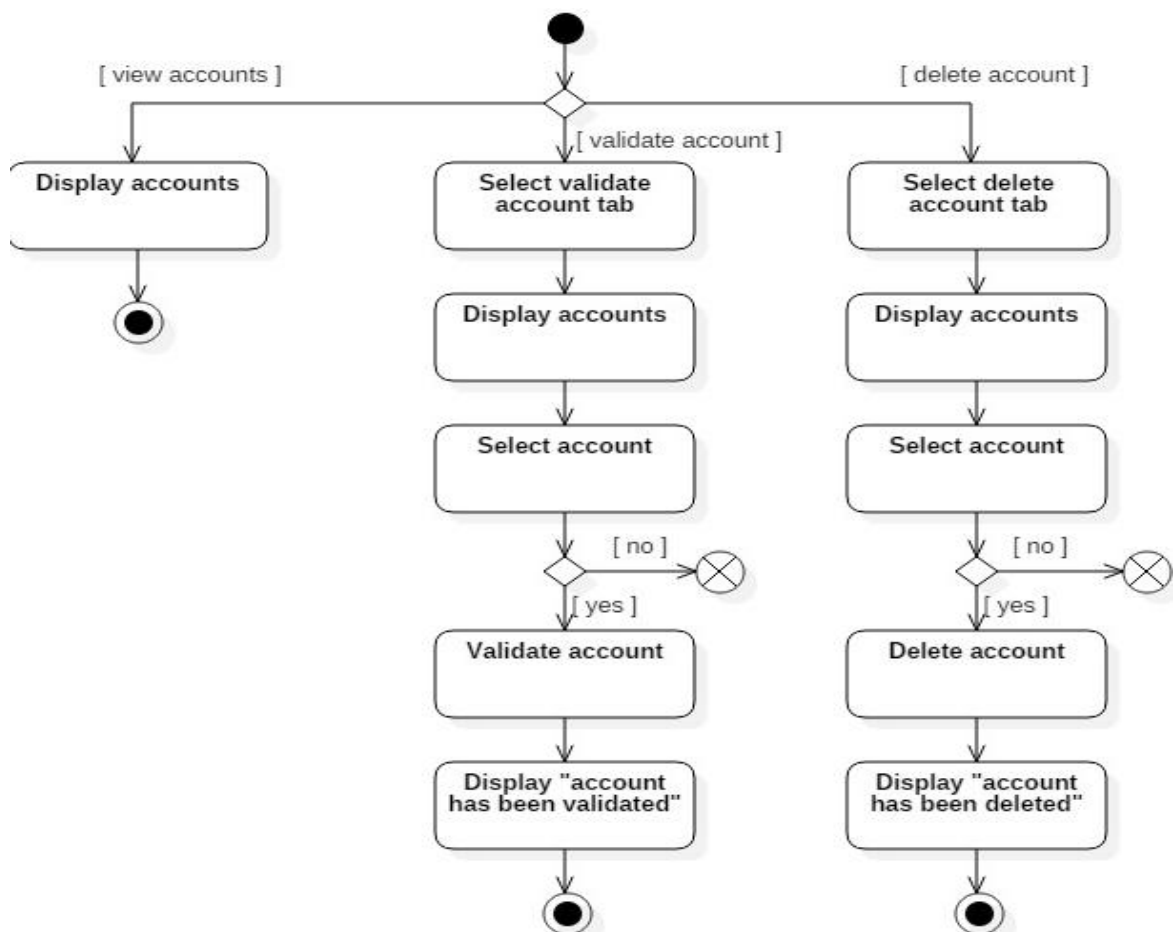 [ view accounts ]
[ delete account ]
[ validate account ]
Display accounts
Select validate
account tab
Select delete
account tab
Display accounts
Display accounts
Select account
Select account
[ no ]
[ no ]
[ yes ]
[ yes ]
Validate account
Delete account
Display "account
has been validated"
Display "account
has been deleted"